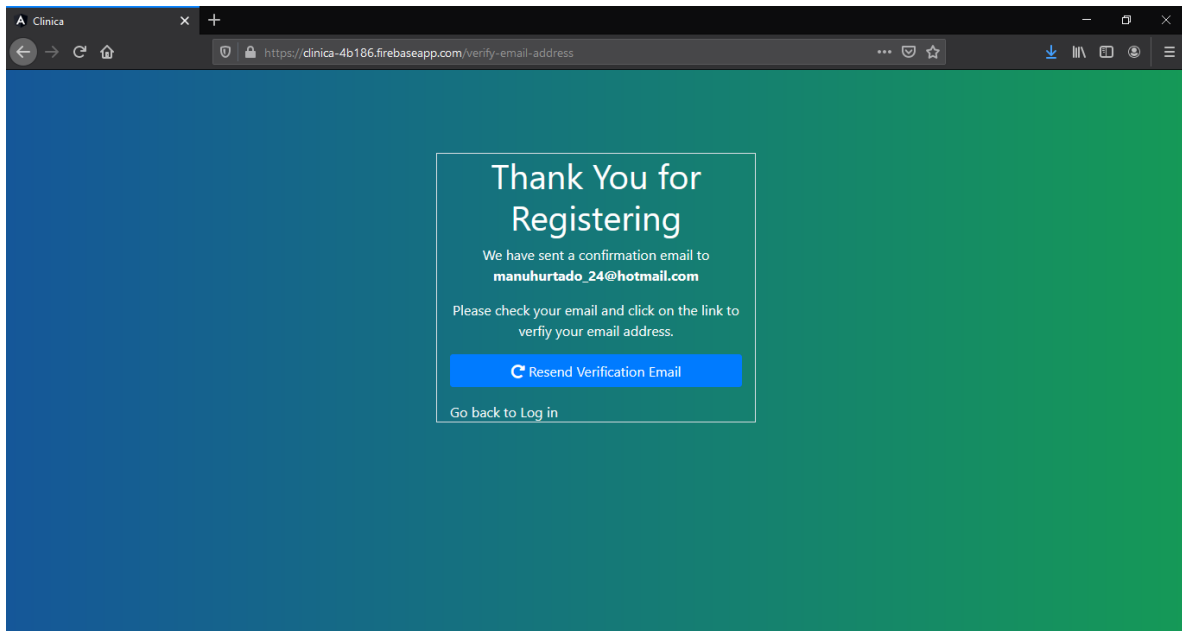 Clinica
https://clinica-4b186.firebaseapp.com/verify-email-address
Thank You for
Registering
We have sent a confirmation email to
manuhurtado_24@hotmail.com
Please check your email and click on the link to
verfiy your email address.
Resend Verification Email
Go back to Log in